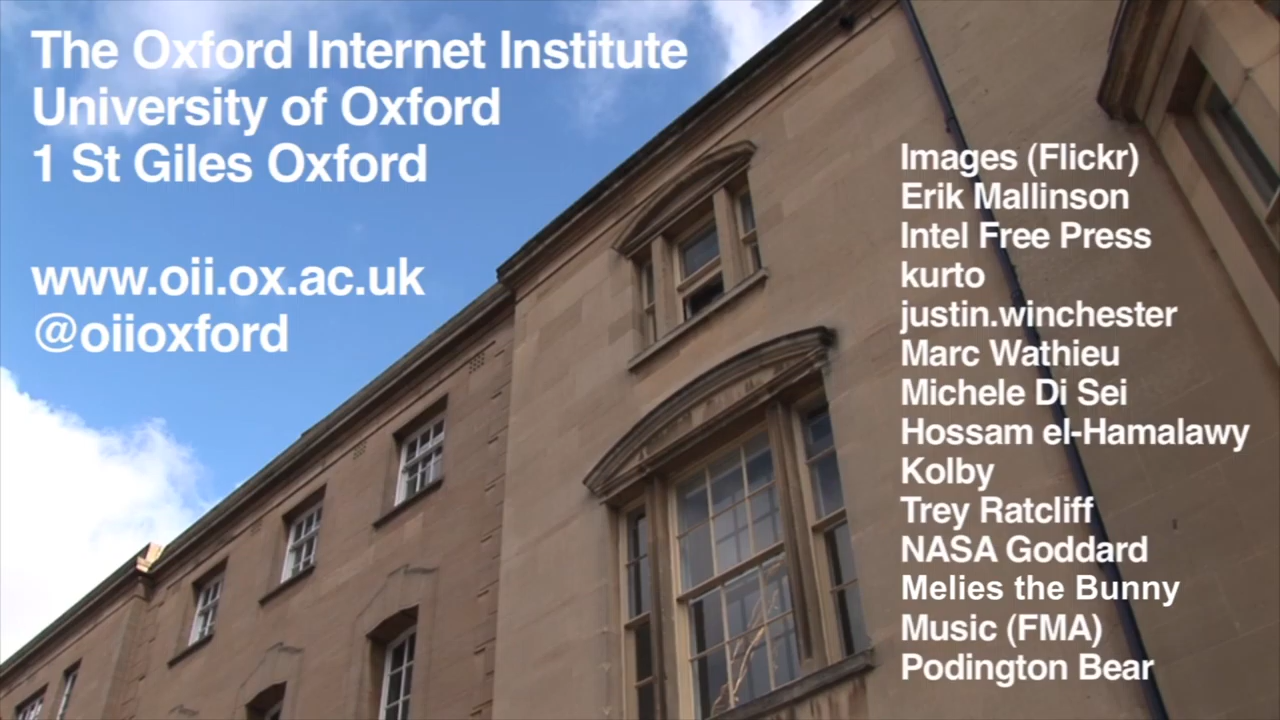 The Oxford Internet Institute
University of Oxford
1 St Giles Oxford
www.oii.ox.ac.uk
@oiioxford
Images (Flickr)
Erik Mallinson
Intel Free Press
kurto
justin.winchester
Marc Wathieu
Michele Di Sei
Hossam el-Hamalawy
Kolby
Trey Ratcliff
NASA Goddard
Melies the Bunny
Music (FMA)
Podington Bear